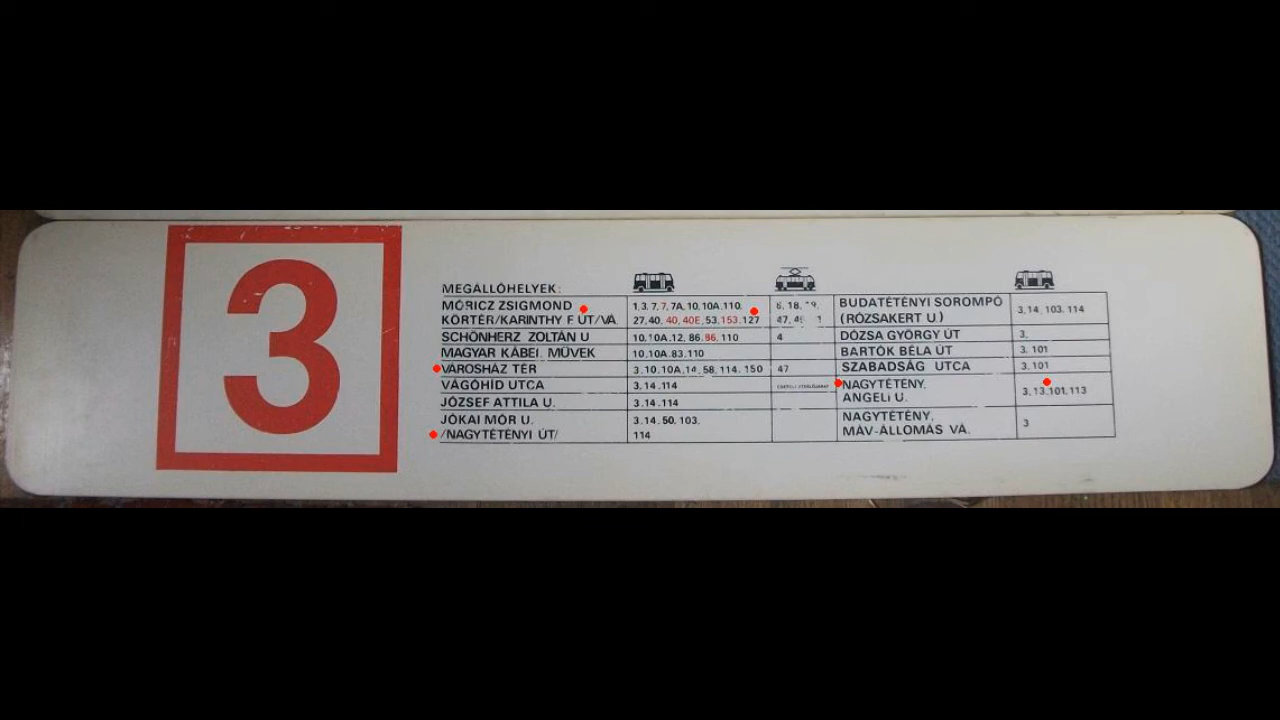 3
MEGÁLLÓHELYEK:
MÓRICZ ZSIGMOND 1.3.7,7,7A.10.10A.110. 6.18.19.
KÖRTÉR/KARINTHY F. ÚT/VÁ. 27,40,40,40E,53,153,127 47,
SCHÖNHERZ ZOLTÁN U 10,10A.12,86,86,110 4
MAGYAR KÁBEL MŰVEK 10.10A.83.110
VÁROSHÁZ TÉR 3.10.10A.14.58.114.150 47
VÁGÓHÍD UTCA 3.14.114
JÓZSEF ATTILA U. 3.14.114
JÓKAI MÓR U. 3.14.50.103.
/NAGYTÉTÉNYI ÚT/ 114
BUDATÉTÉNYI SOROMPÓ 3,14,103,114
(RÓZSAKERT U.)
DÓZSA GYÖRGY ÚT 3.
BARTÓK BÉLA ÚT 3.101
SZABADSÁG UTCA 3.101
NAGYTÉTÉNY, 3.13.101,113
ANGELI U.
NAGYTÉTÉNY, 3
MÁV-ÁLLOMÁS VÁ.